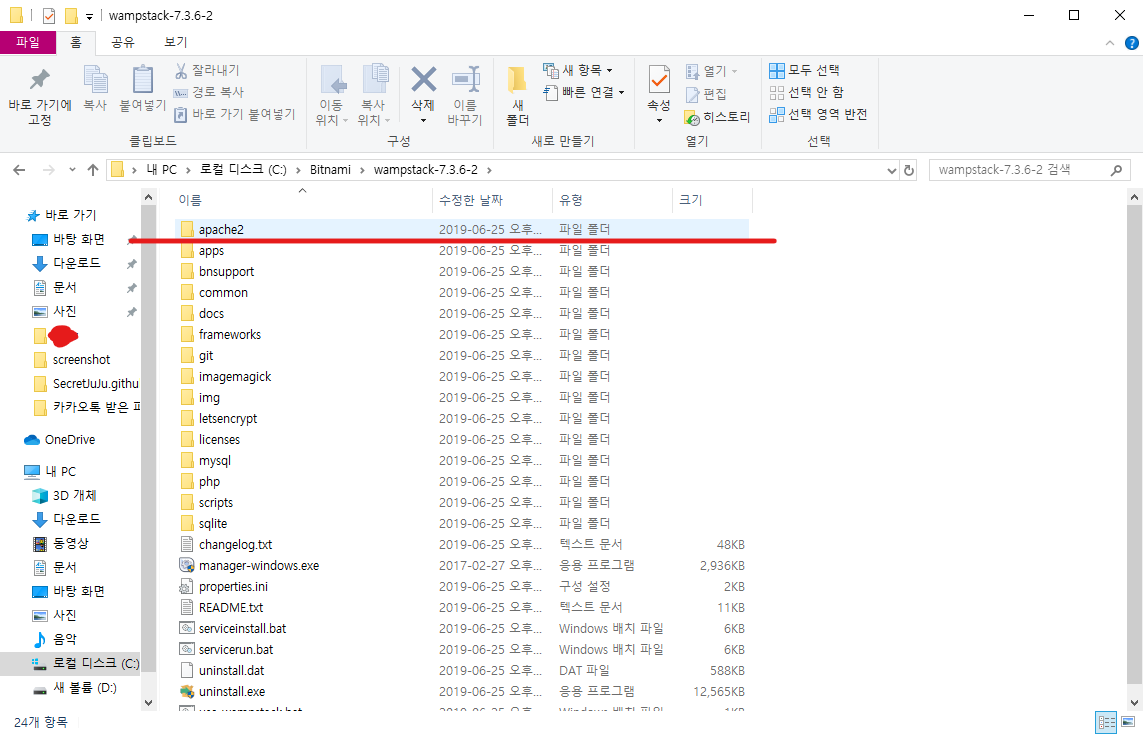 wampstack-7.3.6-2
파일 홈 공유 보기
바로 가기에 고정
복사
붙여넣기
잘라내기
경로 복사
바로 가기 붙여넣기
클립보드
이동 위치
복사 위치
삭제
이름 바꾸기
구성
새 폴더
새 항목
빠른 연결
새로 만들기
속성
열기
편집
히스토리
열기
모두 선택
선택 안 함
선택 영역 반전
선택
내 PC > 로컬 디스크 (C:) > Bitnami > wampstack-7.3.6-2 >
wampstack-7.3.6-2 검색
바로 가기
바탕 화면
다운로드
문서
사진
screenshot
SecretJuJu.githu
카카오톡 받은 파
OneDrive
내 PC
3D 개체
다운로드
동영상
문서
바탕 화면
사진
음악
로컬 디스크 (C:)
새 볼륨 (D:)
이름 수정한 날짜 유형 크기
apache2 2019-06-25 오후... 파일 폴더
apps 2019-06-25 오후... 파일 폴더
bnsupport 2019-06-25 오후... 파일 폴더
common 2019-06-25 오후... 파일 폴더
docs 2019-06-25 오후... 파일 폴더
frameworks 2019-06-25 오후... 파일 폴더
git 2019-06-25 오후... 파일 폴더
imagemagick 2019-06-25 오후... 파일 폴더
img 2019-06-25 오후... 파일 폴더
letsencrypt 2019-06-25 오후... 파일 폴더
licenses 2019-06-25 오후... 파일 폴더
mysql 2019-06-25 오후... 파일 폴더
php 2019-06-25 오후... 파일 폴더
scripts 2019-06-25 오후... 파일 폴더
sqlite 2019-06-25 오후... 파일 폴더
changelog.txt 2019-06-25 오후... 텍스트 문서 48KB
manager-windows.exe 2017-02-27 오후... 응용 프로그램 2,936KB
properties.ini 2019-06-25 오후... 구성 설정 2KB
README.txt 2019-06-25 오후... 텍스트 문서 11KB
serviceinstall.bat 2019-06-25 오후... Windows 배치 파일 6KB
servicerun.bat 2019-06-25 오후... Windows 배치 파일 6KB
uninstall.dat 2019-06-25 오후... DAT 파일 588KB
uninstall.exe 2019-06-25 오후... 응용 프로그램 12,565KB
24개 항목